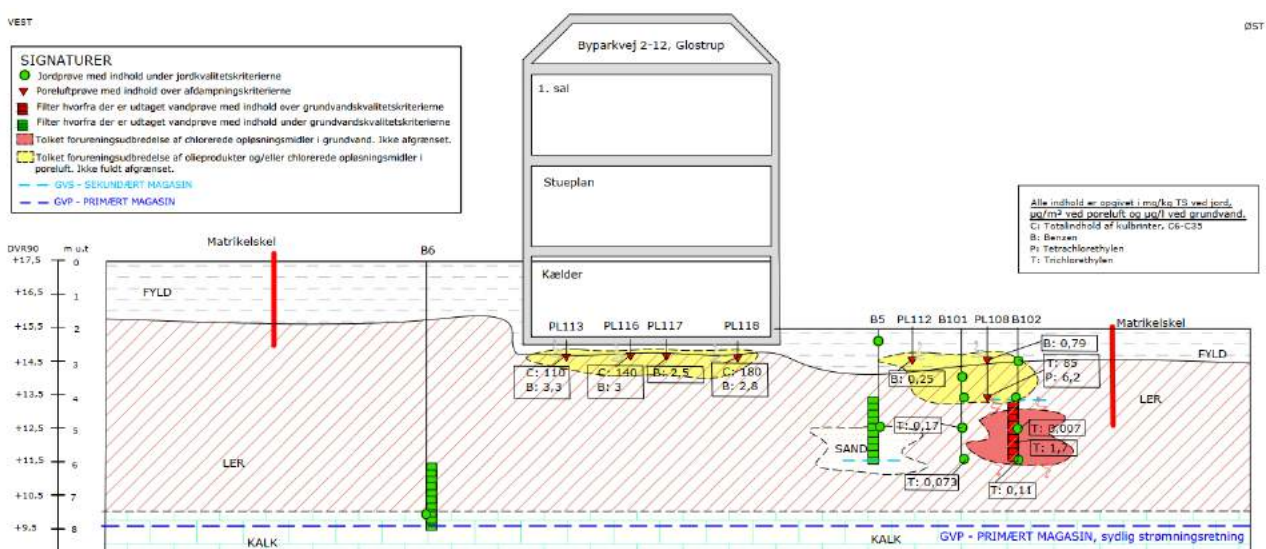 VEST
ØST
Byparkvej 2-12, Glostrup
SIGNATURER
Jordprøve med indhold under jordkvalitetskriterierne
Poreluftprøve med indhold over afdampningskriterierne
Filter hvorfra der er udtaget vandprøve med indhold over grundvandskvalitetskriterierne
Filter hvorfra der er udtaget vandprøve med indhold under grundvandskvalitetskriterierne
Tolket forureningsudbredelse af chlorerede opløsningsmidler i grundvand. Ikke afgrænset.
Tolket forureningsudbredelse af olieprodukter og/eller chlorerede opløsningsmidler i
poreluft. Ikke fuldt afgrænset.
GVS - SEKUNDÆRT MAGASIN
GVP - PRIMÆRT MAGASIN
1. sal
Stueplan
Kælder
Alle indhold er opgivet i mg/kg TS ved jord,
µg/m³ ved poreluft og µg/l ved grundvand.
C: Totalindhold af kulbrinter, C6-C35
B: Benzen
P: Tetrachlorethylen
T: Trichlorethylen
DVR90
m u.t
Matrikelskel
B6
+17,5
0
+16,5
1
+15,5
2
+14,5
3
+13,5
4
+12,5
5
+11,5
6
+10,5
7
+9,5
8
FYLD
PL113
PL116
PL117
PL118
B5
PL112
B101
PL108
B102
Matrikelskel
B: 0,79
FYLD
C: 110
B: 3,3
C: 140
B: 3
B: 2,5
C: 180
B: 2,8
B: 0,25
T: 85
P: 6,2
LER
T: 0,17
T: 0,007
SAND
T: 1,7
LER
T: 0,073
T: 0,11
KALK
KALK
GVP - PRIMÆRT MAGASIN, sydlig strømningsretning